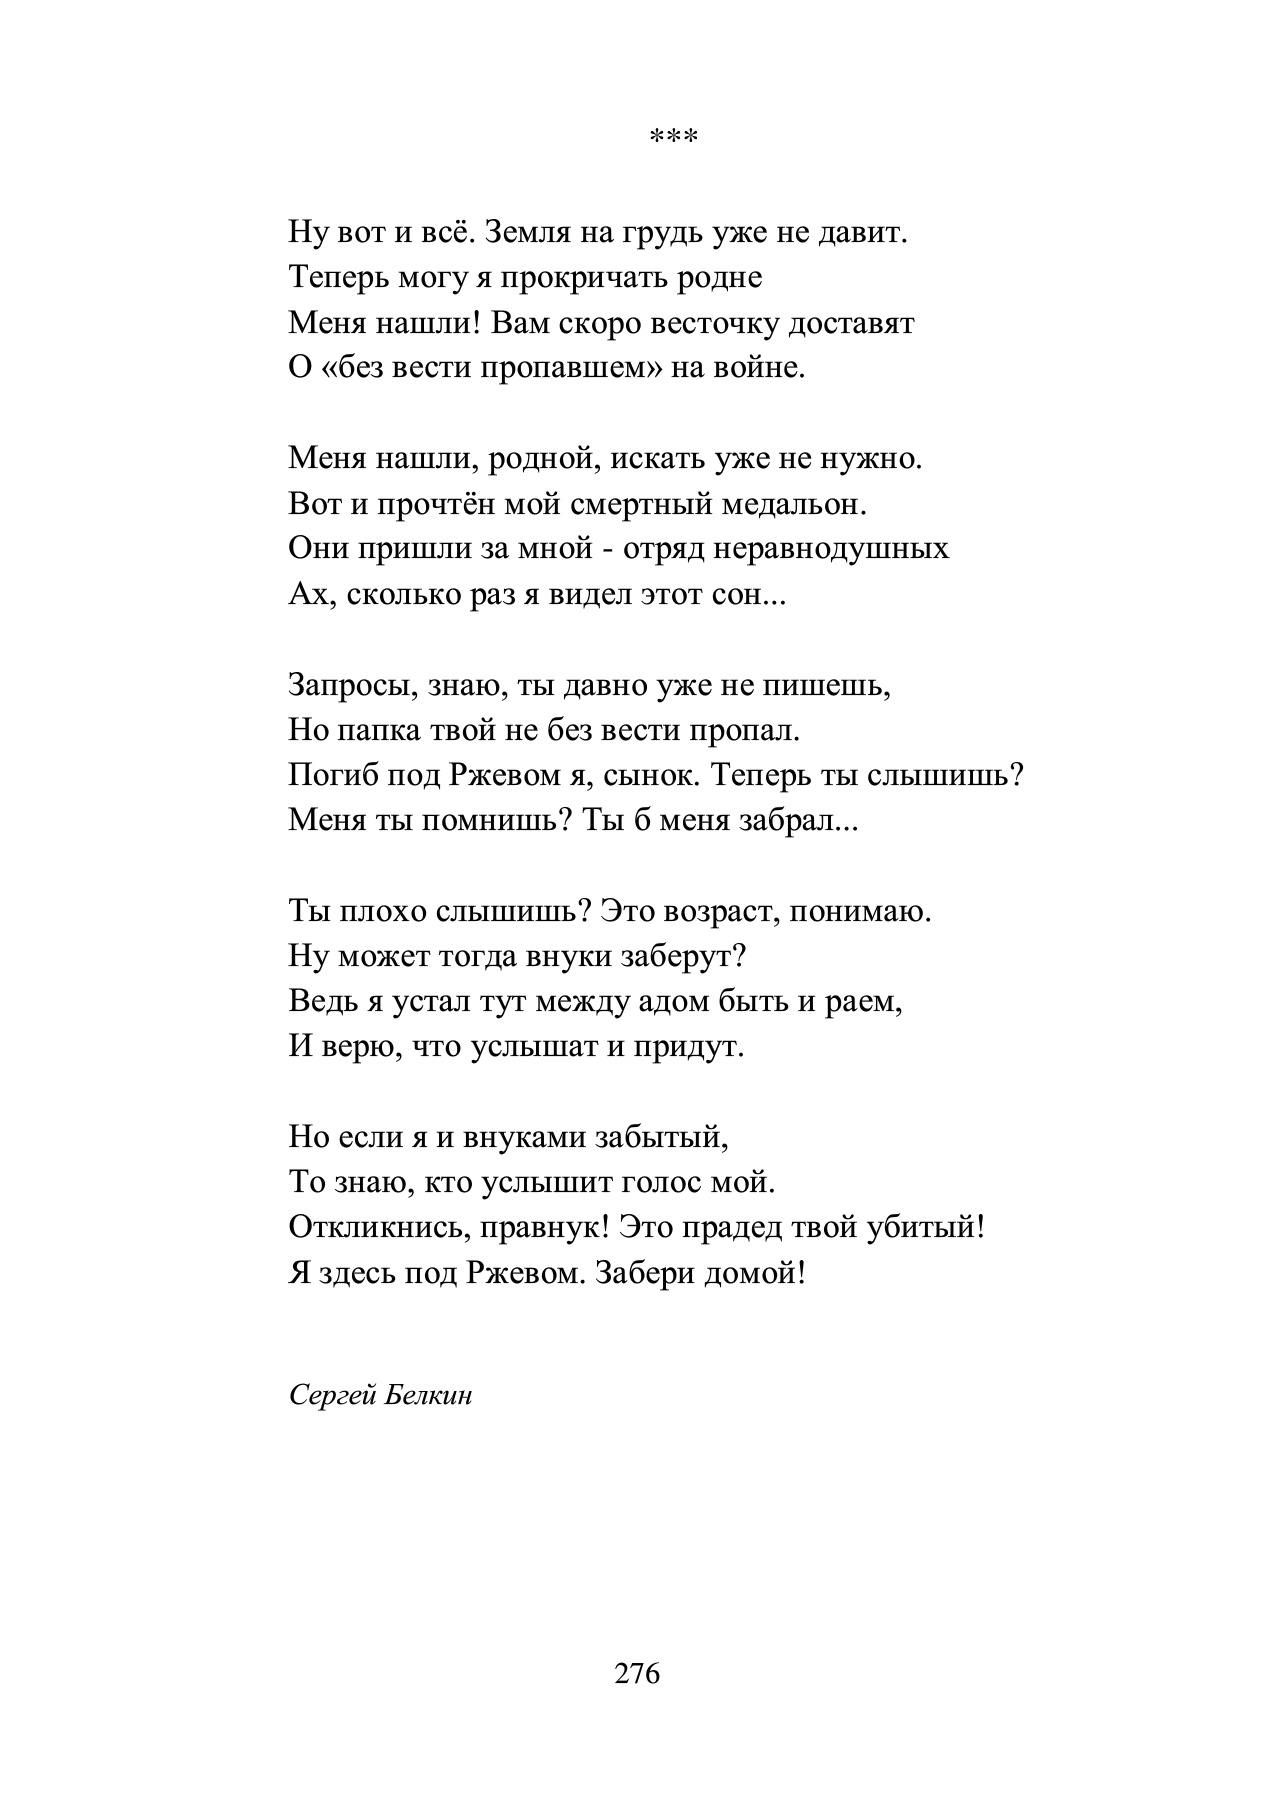 ***
Ну вот и всё. Земля на грудь уже не давит.
Теперь могу я прокричать родне
Меня нашли! Вам скоро весточку доставят
О «без вести пропавшем» на войне.
Меня нашли, родной, искать уже не нужно.
Вот и прочтён мой смертный медальон.
Они пришли за мной - отряд неравнодушных
Ах, сколько раз я видел этот сон...
Запросы, знаю, ты давно уже не пишешь,
Но папка твой не без вести пропал.
Погиб под Ржевом я, сынок. Теперь ты слышишь?
Меня ты помнишь? Ты б меня забрал...
Ты плохо слышишь? Это возраст, понимаю.
Ну может тогда внуки заберут?
Ведь я устал тут между адом быть и раем,
И верю, что услышат и придут.
Но если я и внуками забытый,
То знаю, кто услышит голос мой.
Откликнись, правнук! Это прадед твой убитый!
Я здесь под Ржевом. Забери домой!
Сергей Белкин
276